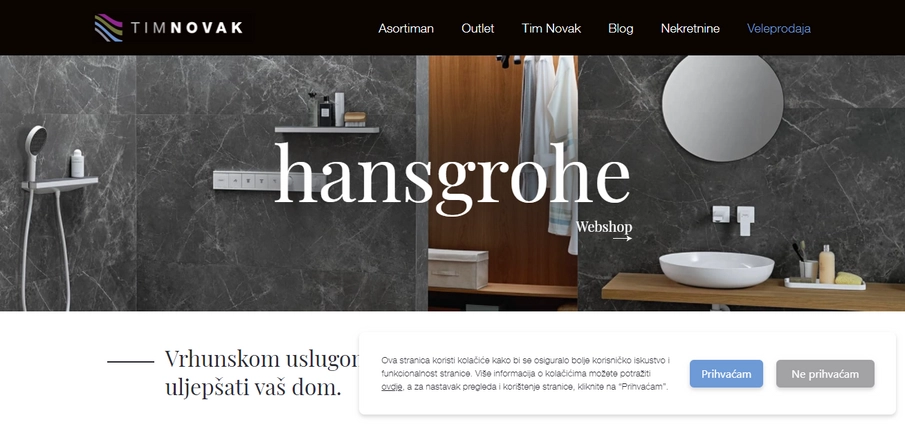 TIMNOVAK
Asortiman
Outlet
Tim Novak
Blog
Nekretnine
Veleprodaja
hansgrohe
Webshop
Vrhunskom uslugom
uljepšati vaš dom.
Ova stranica koristi kolačiće kako bi se osiguralo bolje korisničko iskustvo i
funkcionalnost stranice. Više informacija o kolačićima možete potražiti
ovdje, a za nastavak pregleda i korištenje stranice, kliknite na "Prihvaćam".
Prihvaćam
Ne prihvaćam